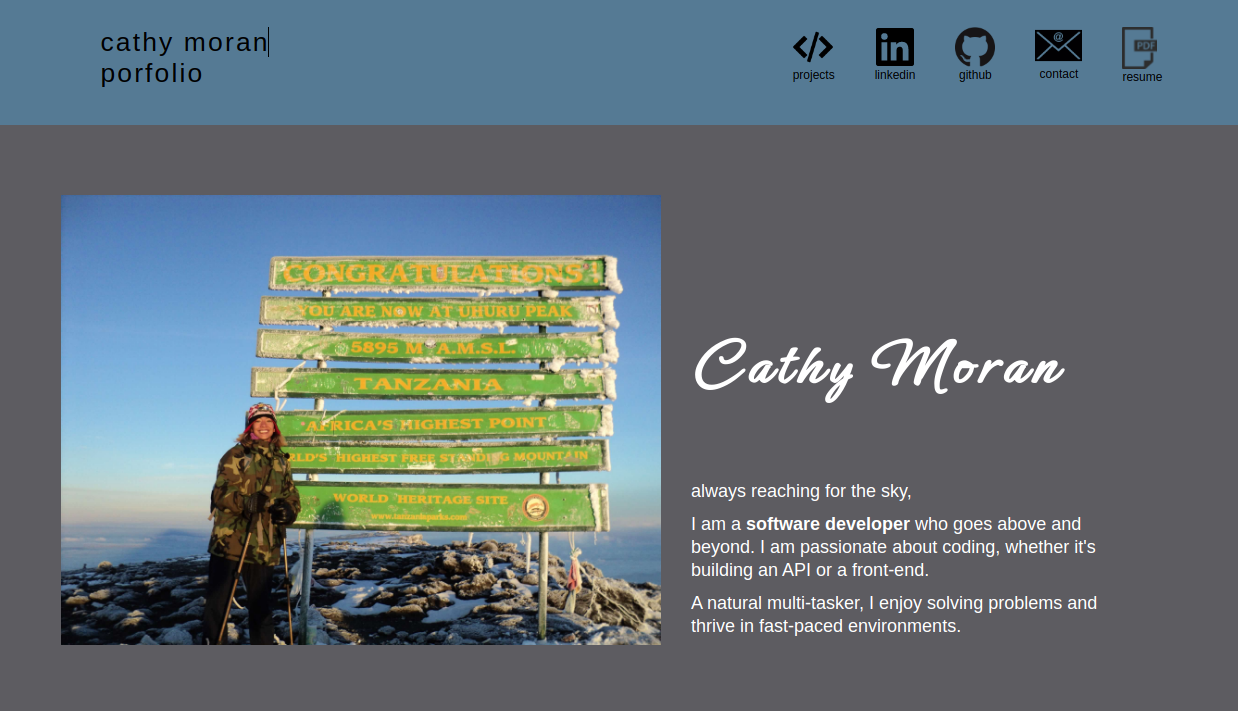 cathy moran
porfolio
projects
linkedin
github
@
contact
PDF
resume
CONGRATULATIONS
YOU ARE NOW AT UHURU PEAK
5895 M A.M.S.L.
TANZANIA
AFRICA'S HIGHEST POINT
RLD'S HIGHEST FREE STANDING MOUNTAIN
WORLD HERITAGE SITE
Cathy Moran
always reaching for the sky,
I am a software developer who goes above and
beyond. I am passionate about coding, whether it's
building an API or a front-end.
A natural multi-tasker, I enjoy solving problems and
thrive in fast-paced environments.